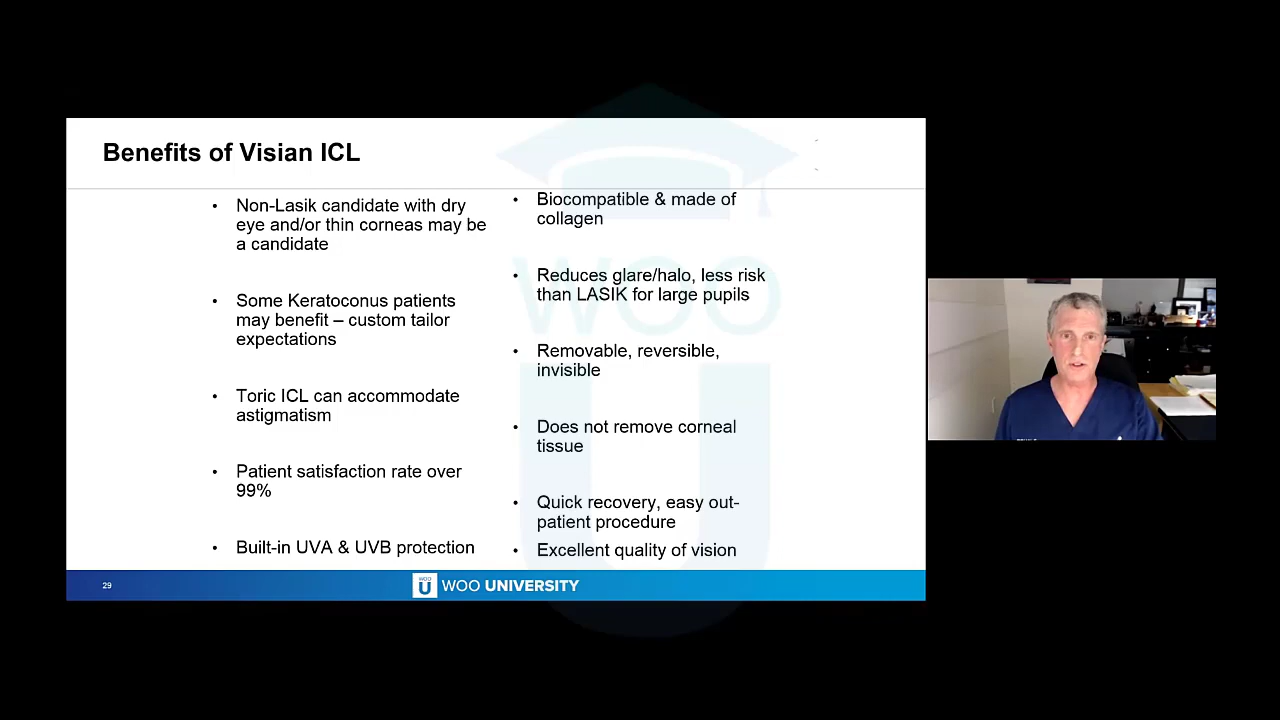 Benefits of Visian ICL
• Non-Lasik candidate with dry
eye and/or thin corneas may be
a candidate
• Some Keratoconus patients
may benefit – custom tailor
expectations
• Toric ICL can accommodate
astigmatism
• Patient satisfaction rate over
99%
• Built-in UVA & UVB protection
• Biocompatible & made of
collagen
• Reduces glare/halo, less risk
than LASIK for large pupils
• Removable, reversible,
invisible
• Does not remove corneal
tissue
• Quick recovery, easy out-
patient procedure
• Excellent quality of vision
29
WOO
U
WOO UNIVERSITY
WOO
U